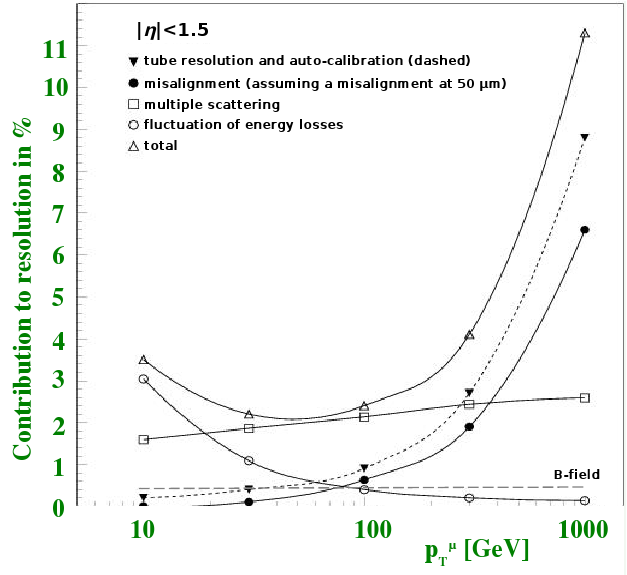 |η|<1.5
tube resolution and auto-calibration (dashed)
misalignment (assuming a misalignment at 50 μm)
multiple scattering
fluctuation of energy losses
total
Contribution to resolution in %
11
10
9
8
7
6
5
4
3
2
1
0
B-field
10 100 1000
pT μ [GeV]